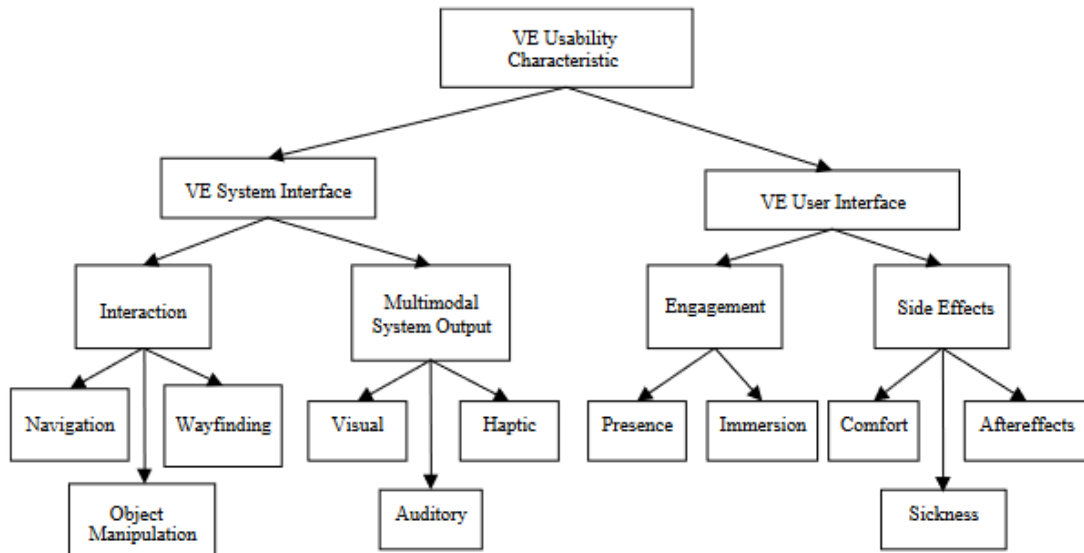 VE Usability
Characteristic
VE System Interface
VE User Interface
Interaction
Multimodal
System Output
Engagement
Side Effects
Navigation
Wayfinding
Visual
Haptic
Presence
Immersion
Comfort
Aftereffects
Object
Manipulation
Auditory
Sickness